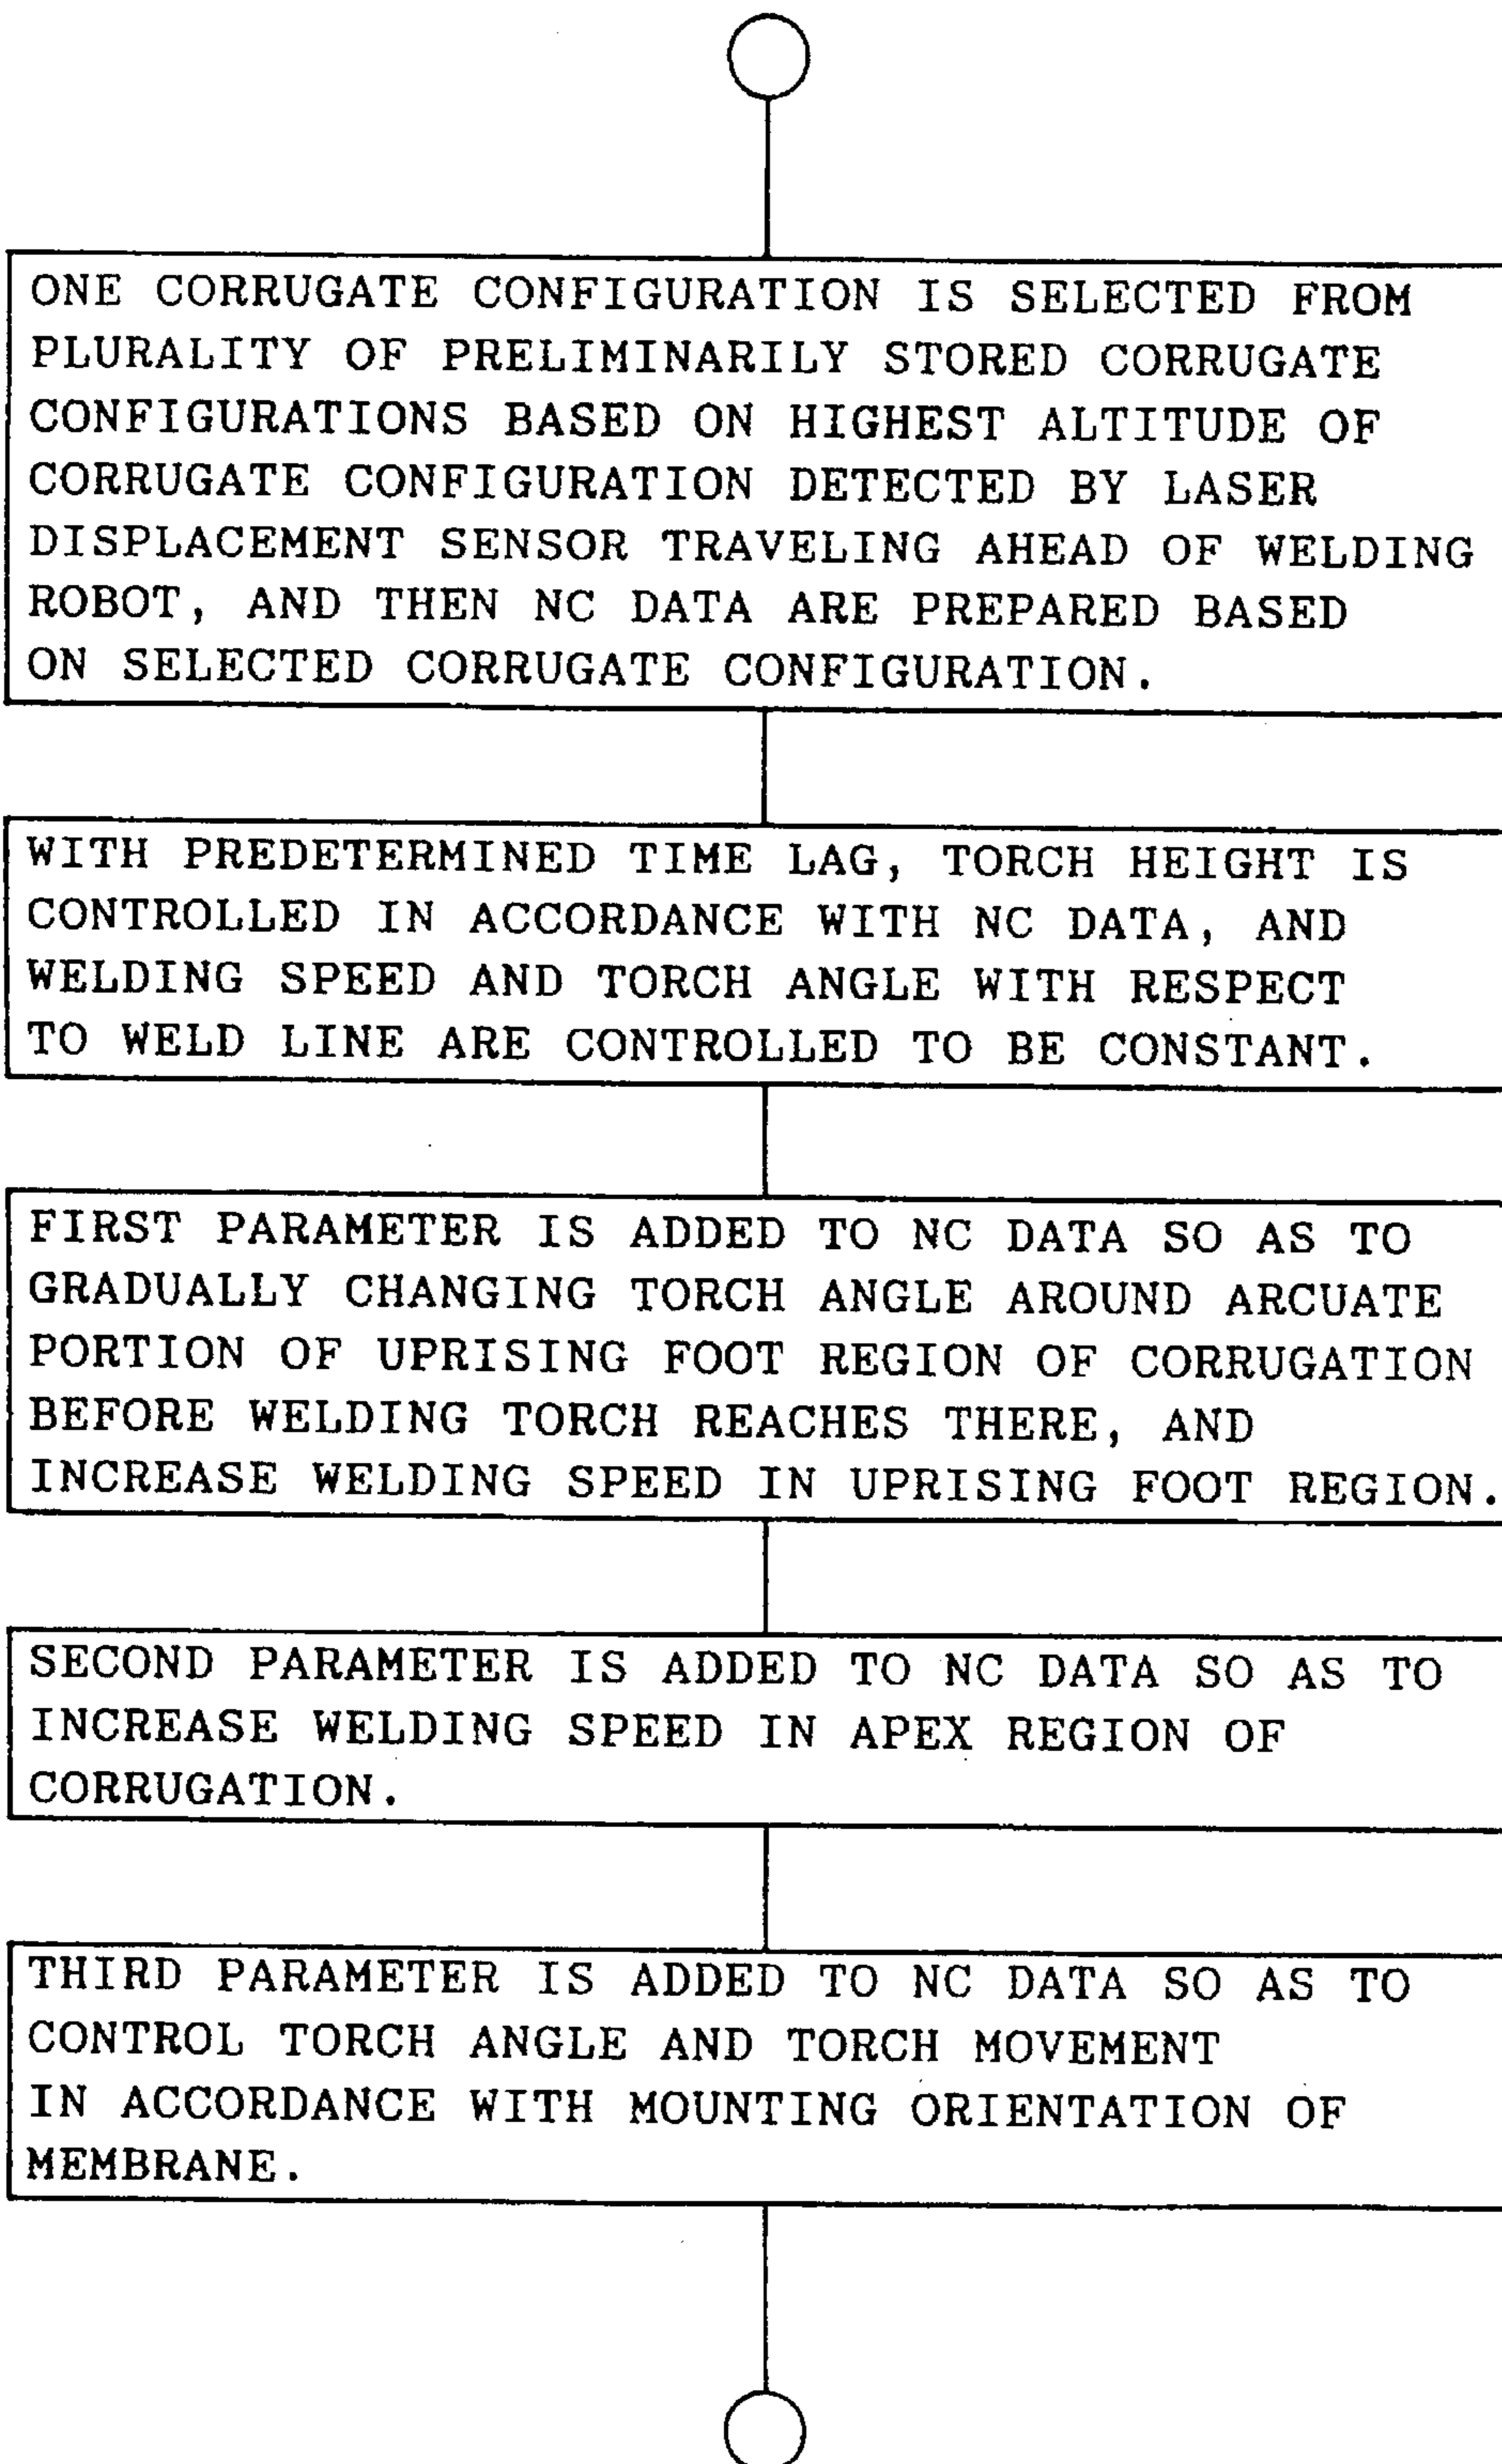 ONE CORRUGATE CONFIGURATION IS SELECTED FROM
PLURALITY OF PRELIMINARILY STORED CORRUGATE
CONFIGURATIONS BASED ON HIGHEST ALTITUDE OF
CORRUGATE CONFIGURATION DETECTED BY LASER
DISPLACEMENT SENSOR TRAVELING AHEAD OF WELDING
ROBOT, AND THEN NC DATA ARE PREPARED BASED
ON SELECTED CORRUGATE CONFIGURATION.
WITH PREDETERMINED TIME LAG, TORCH HEIGHT IS
CONTROLLED IN ACCORDANCE WITH NC DATA, AND
WELDING SPEED AND TORCH ANGLE WITH RESPECT
TO WELD LINE ARE CONTROLLED TO BE CONSTANT.
FIRST PARAMETER IS ADDED TO NC DATA SO AS TO
GRADUALLY CHANGING TORCH ANGLE AROUND ARCUATE
PORTION OF UPRISING FOOT REGION OF CORRUGATION
BEFORE WELDING TORCH REACHES THERE, AND
INCREASE WELDING SPEED IN UPRISING FOOT REGION.
SECOND PARAMETER IS ADDED TO NC DATA SO AS TO
INCREASE WELDING SPEED IN APEX REGION OF
CORRUGATION.
THIRD PARAMETER IS ADDED TO NC DATA SO AS TO
CONTROL TORCH ANGLE AND TORCH MOVEMENT
IN ACCORDANCE WITH MOUNTING ORIENTATION OF
MEMBRANE.